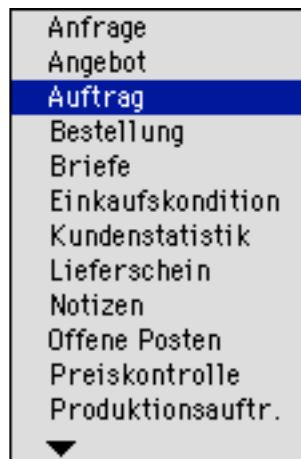 Anfrage
Angebot
Auftrag
Bestellung
Briefe
Einkaufskondition
Kundenstatistik
Lieferschein
Notizen
Offene Posten
Preiskontrolle
Produktionsauftr.